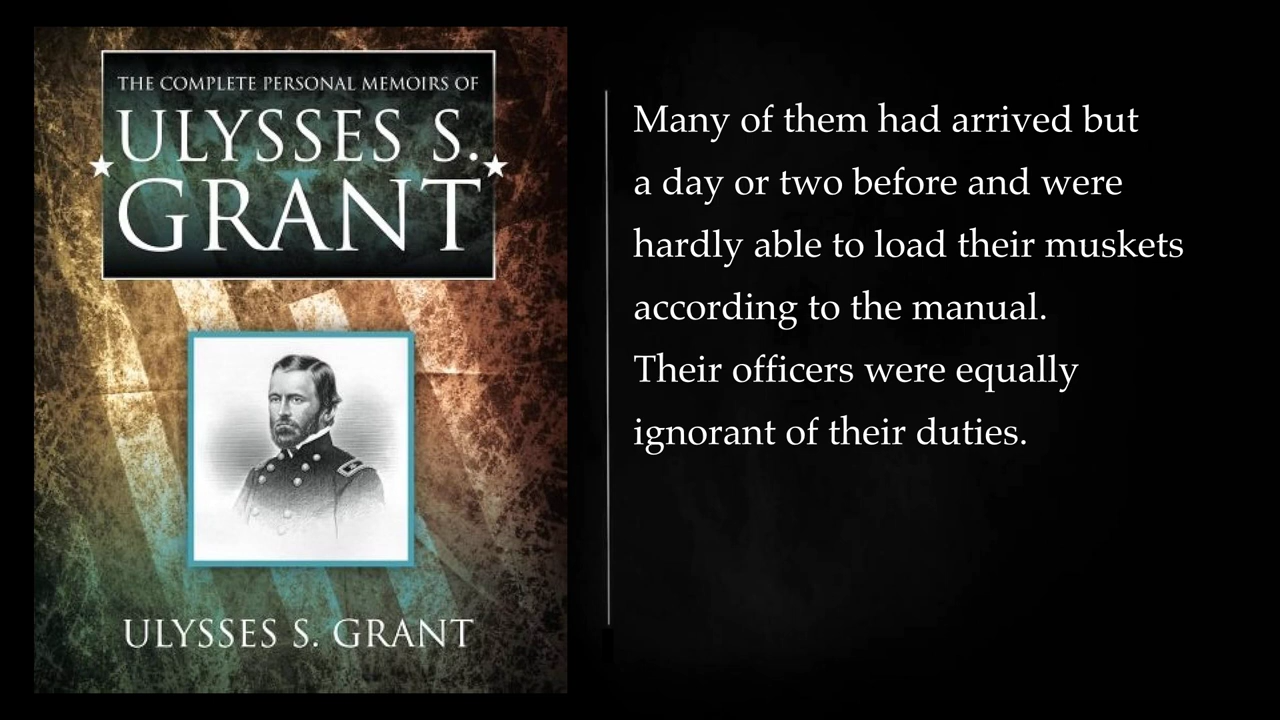 THE COMPLETE PERSONAL MEMOIRS OF
ULYSSES S.
GRANT
ULYSSES S. GRANT
Many of them had arrived but
a day or two before and were
hardly able to load their muskets
according to the manual.
Their officers were equally
ignorant of their duties.